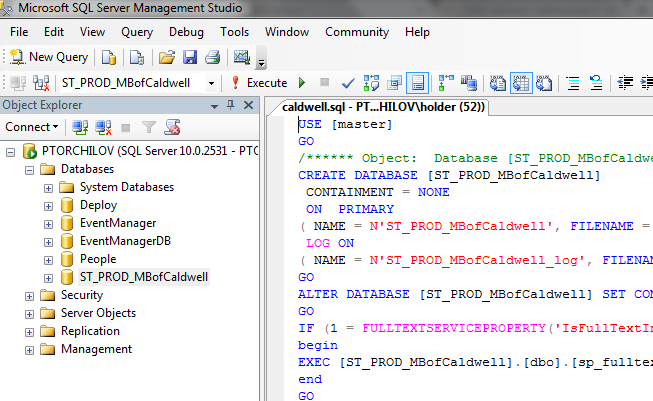 Microsoft SQL Server Management Studio
File Edit View Query Debug Tools Window Community Help
New Query
ST_PROD_MBofCaldwell Execute
Object Explorer
Connect
PTORCHILOV (SQL Server 10.0.2531 - PTO
Databases
System Databases
Deploy
EventManager
EventManagerDB
People
ST_PROD_MBofCaldwell
Security
Server Objects
Replication
Management
caldwell.sql - PT...HILOV\holder (52))
USE [master]
GO
/****** Object:  Database [ST_PROD_MBofCaldwe
CREATE DATABASE [ST_PROD_MBofCaldwell]
CONTAINMENT = NONE
ON  PRIMARY
( NAME = N'ST_PROD_MBofCaldwell', FILENAME =
LOG ON
( NAME = N'ST_PROD_MBofCaldwell_log', FILENAM
GO
ALTER DATABASE [ST_PROD_MBofCaldwell] SET COM
GO
IF (1 = FULLTEXTSERVICEPROPERTY('IsFullTextIn
begin
EXEC [ST_PROD_MBofCaldwell].[dbo].[sp_fulltex
end
GO